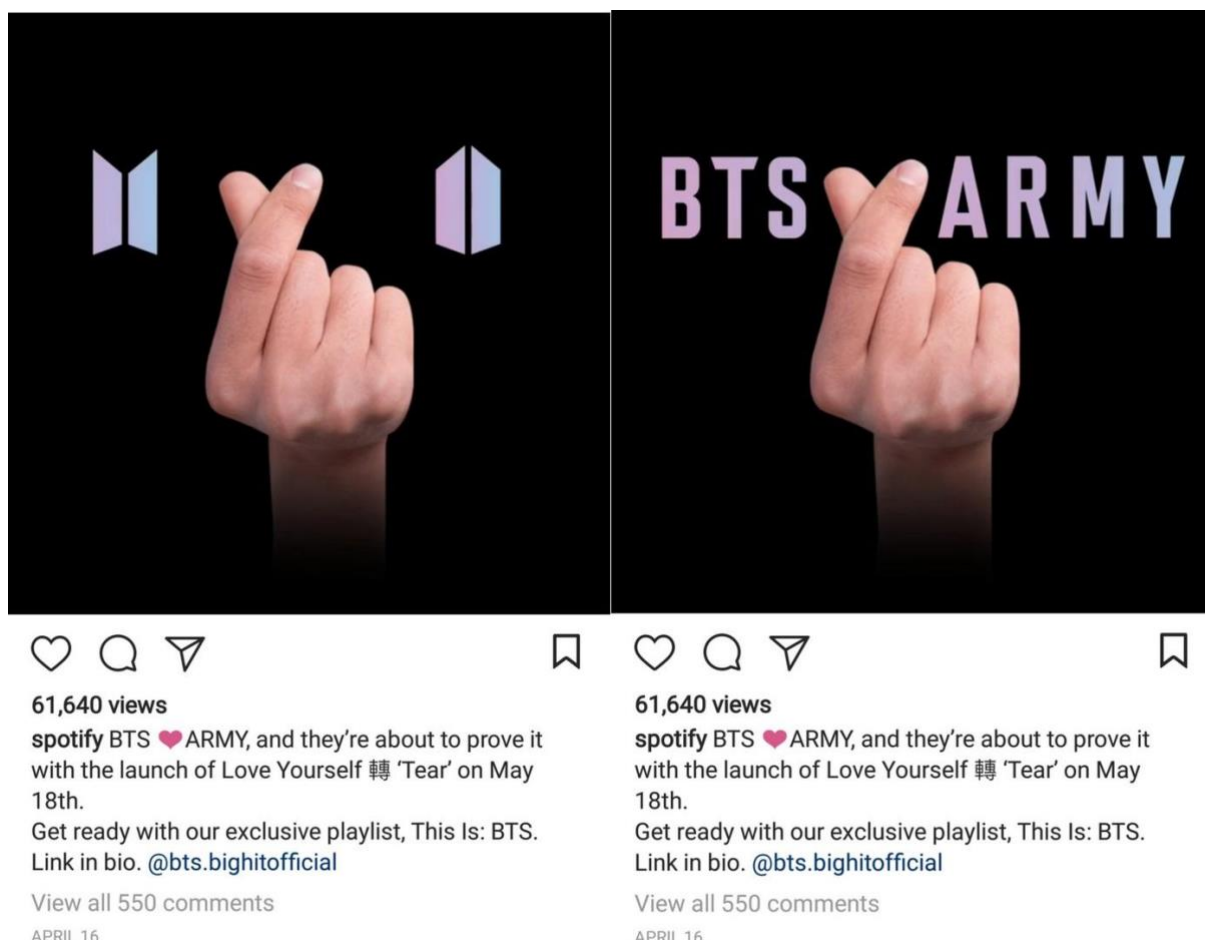 61,640 views
spotify BTS ❤ARMY, and they’re about to prove it
with the launch of Love Yourself 轉 ‘Tear’ on May
18th.
Get ready with our exclusive playlist, This Is: BTS.
Link in bio. @bts.bighitofficial
View all 550 comments
APRIL 16
BTS ARMY
61,640 views
spotify BTS ❤ARMY, and they’re about to prove it
with the launch of Love Yourself 轉 ‘Tear’ on May
18th.
Get ready with our exclusive playlist, This Is: BTS.
Link in bio. @bts.bighitofficial
View all 550 comments
APRIL 16